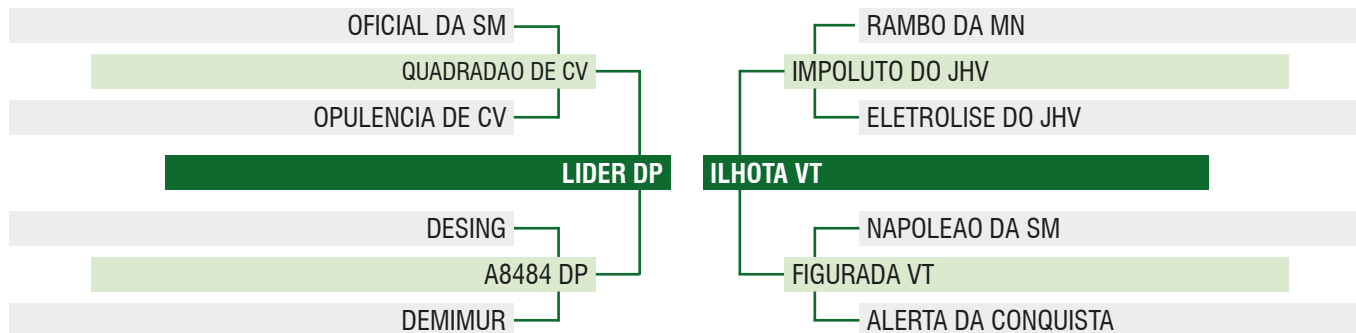 OFICIAL DA SM
RAMBO DA MN
QUADRADAO DE CV
IMPOLUTO DO JHV
OPULENCIA DE CV
ELETROLISE DO JHV
LIDER DP
ILHOTA VT
DESING
NAPOLEAO DA SM
A8484 DP
FIGURADA VT
DEMIMUR
ALERTA DA CONQUISTA